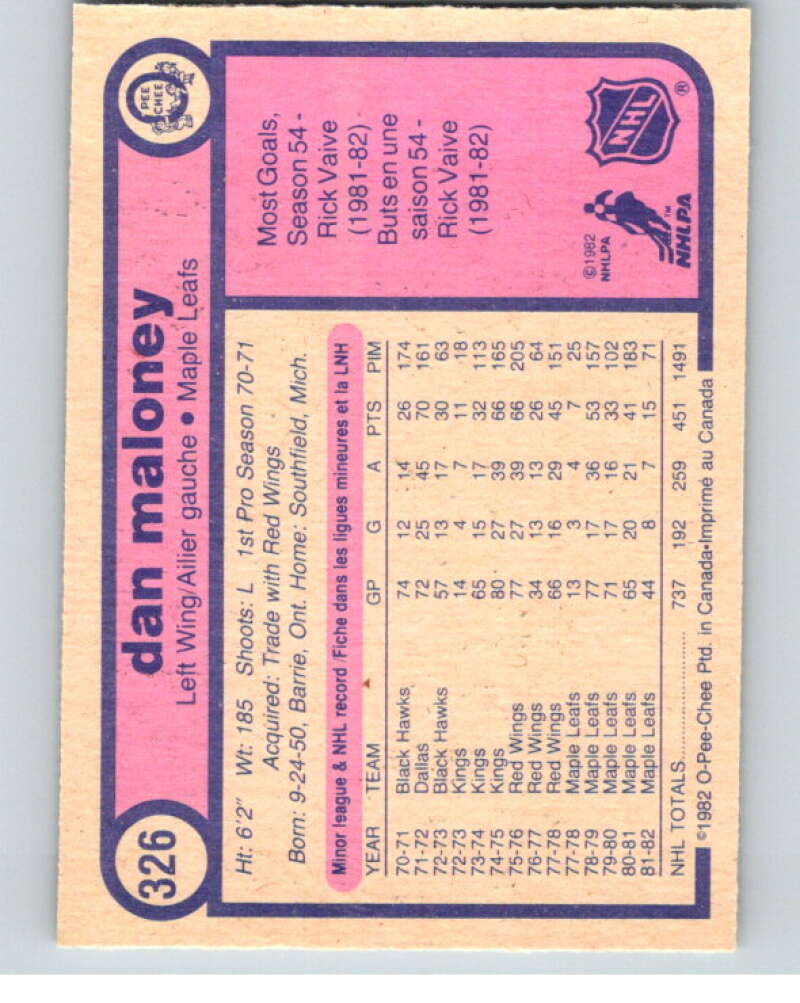 326
dan maloney
O
PEE
CHEE
Left Wing/Ailier gauche • Maple Leafs
Ht: 6'2" Wt: 185 Shoots: L 1st Pro Season 70-71
Acquired: Trade with Red Wings
Born: 9-24-50, Barrie, Ont. Home: Southfield, Mich.
Minor league & NHL record/Fiche dans les ligues mineures et la LNH
YEAR TEAM GP G A PTS PIM
70-71 Black Hawks 74 12 14 26 174
71-72 Dallas 72 25 45 70 161
72-73 Black Hawks 57 13 17 30 63
72-73 Kings 14 4 7 11 18
73-74 Kings 65 15 17 32 113
74-75 Kings 80 27 39 66 165
75-76 Red Wings 77 27 39 66 205
76-77 Red Wings 34 13 13 26 64
77-78 Red Wings 66 16 29 45 151
77-78 Maple Leafs 13 3 4 7 25
78-79 Maple Leafs 77 17 36 53 157
79-80 Maple Leafs 71 17 16 33 102
80-81 Maple Leafs 65 20 21 41 183
81-82 Maple Leafs 44 8 7 15 71
NHL TOTALS.................... 737 192 259 451 1491
©1982 O-Pee-Chee Ptd. in Canada•Imprimé au Canada
Most Goals,
Season 54 -
Rick Vaive
(1981-82)
Buts en une
saison 54 -
Rick Vaive
(1981-82)
©1982
NHLPA
NHLPA™
NHL®